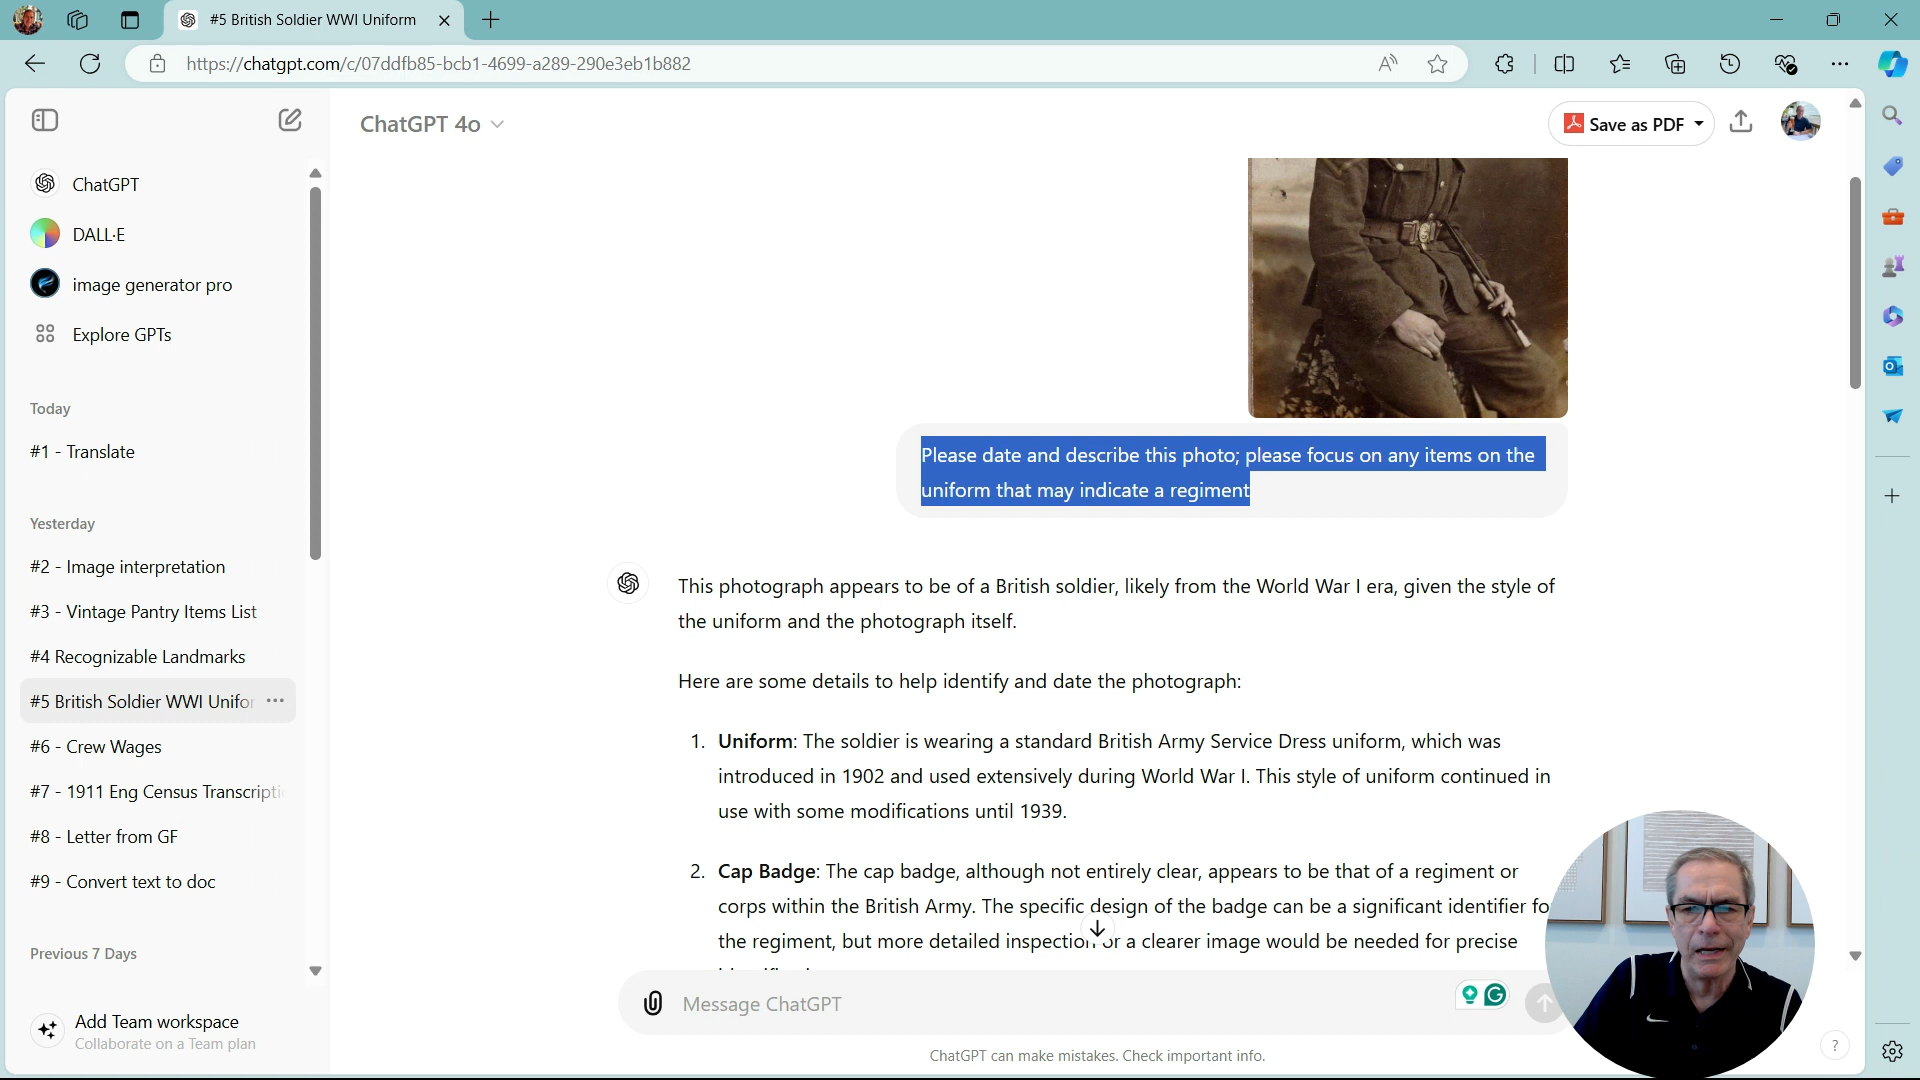 #5 British Soldier WWI Uniform
https://chatgpt.com/c/07ddfb85-bcb1-4699-a289-290e3eb1b882
ChatGPT 4o
Save as PDF
ChatGPT
DALL·E
image generator pro
Explore GPTs
Today
#1 - Translate
Yesterday
#2 - Image interpretation
#3 - Vintage Pantry Items List
#4 Recognizable Landmarks
#5 British Soldier WWI Unifor
#6 - Crew Wages
#7 - 1911 Eng Census Transcripti
#8 - Letter from GF
#9 - Convert text to doc
Previous 7 Days
Add Team workspace
Collaborate on a Team plan
Please date and describe this photo; please focus on any items on the
uniform that may indicate a regiment
This photograph appears to be of a British soldier, likely from the World War I era, given the style of
the uniform and the photograph itself.
Here are some details to help identify and date the photograph:
1. Uniform: The soldier is wearing a standard British Army Service Dress uniform, which was
introduced in 1902 and used extensively during World War I. This style of uniform continued in
use with some modifications until 1939.
2. Cap Badge: The cap badge, although not entirely clear, appears to be that of a regiment or
corps within the British Army. The specific design of the badge can be a significant identifier fo
the regiment, but more detailed inspection or a clearer image would be needed for precise
Message ChatGPT
ChatGPT can make mistakes. Check important info.
?